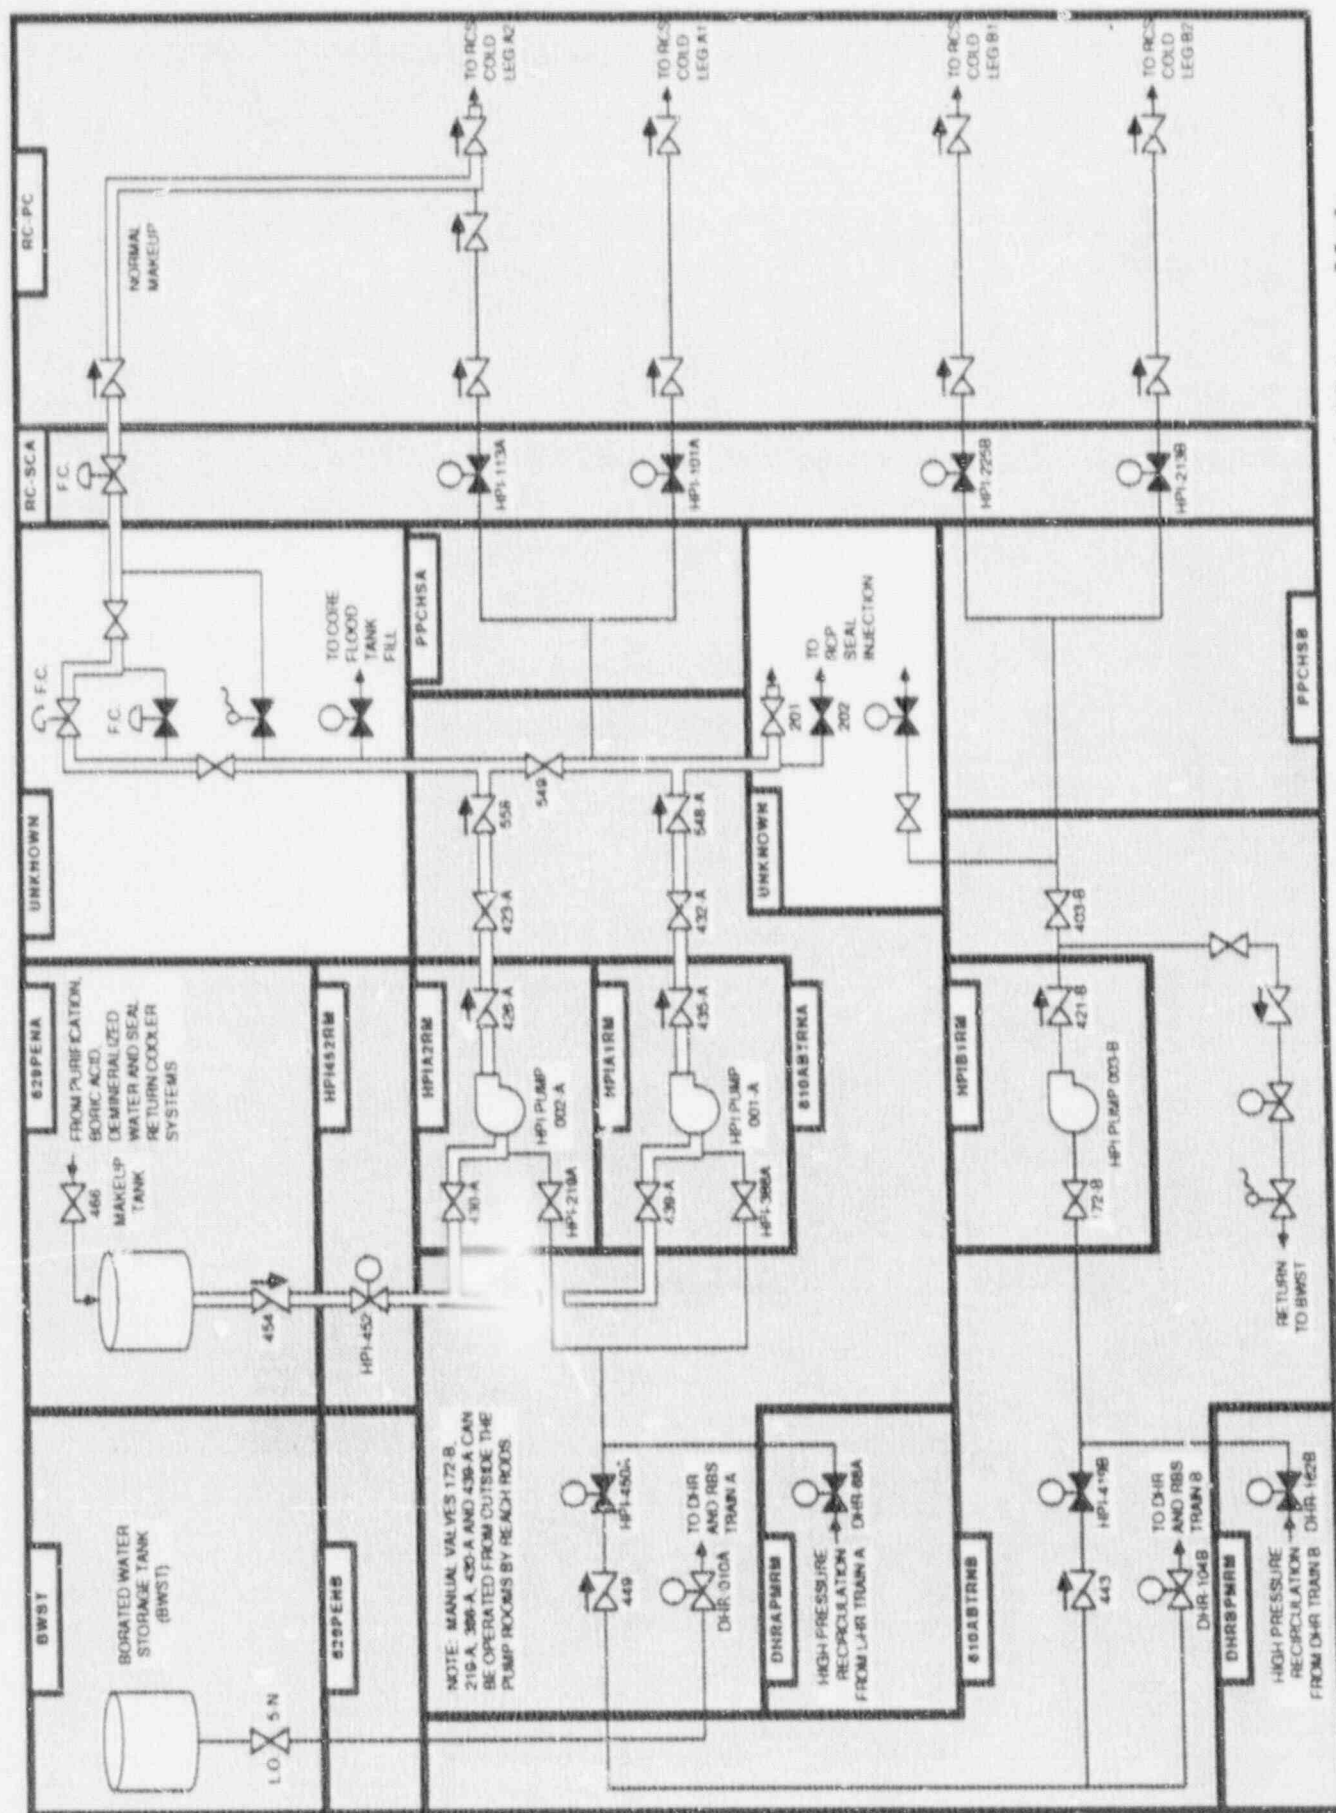 RC-PC
NORMAL
MAKEUP
TO RCS
COLD
LEG A2
TO RCS
COLD
LEG A1
TO RCS
COLD
LEG B1
TO RCS
COLD
LEG B2
RC-SCA
F.C.
HPI-113A
HPI-101A
HPI-225B
HPI-213B
F.C.
F.C.
TO CORE
FLOOD
TANK
FILL
PPCHSA
201
TO
RCP
SEAL
INJECTION
202
PPCHSB
UNKNOWN
558
549
548-A
UNKNOWN
423-A
432-A
403-B
629PENA
FROM PURIFICATION,
BORIC ACID,
DEMINERALIZED
WATER AND SEAL
RETURN COOLER
SYSTEMS
466
MAKEUP
TANK
454
HPI452RM
HPI-452
HPIA2RM
426-A
HPI PUMP
002-A
430-A
HPI-219A
HPIA1RM
435-A
HPI PUMP
001-A
439-A
HPI-386A
610ABTRNA
HPIB1RM
421-B
HPI PUMP 003-B
172-B
RETURN
TO BWST
BWST
BORATED WATER
STORAGE TANK
(BWST)
L.O.
629PENB
NOTE: MANUAL VALVES 172-B,
219-A, 386-A, 430-A AND 439-A CAN
BE OPERATED FROM OUTSIDE THE
PUMP ROOMS BY REACH RODS.
HPI-450A
449
TO DHR
AND RBS
TRAIN A
DHR-010A
DHRAPMRM
HIGH PRESSURE
RECIRCULATION
FROM DHR TRAIN A
DHR-68A
610ABTRNB
HPI-419B
443
TO DHR
AND RBS
TRAIN B
DHR-104B
DHRBPMRM
HIGH PRESSURE
RECIRCULATION
FROM DHR TRAIN B
DHR-162B